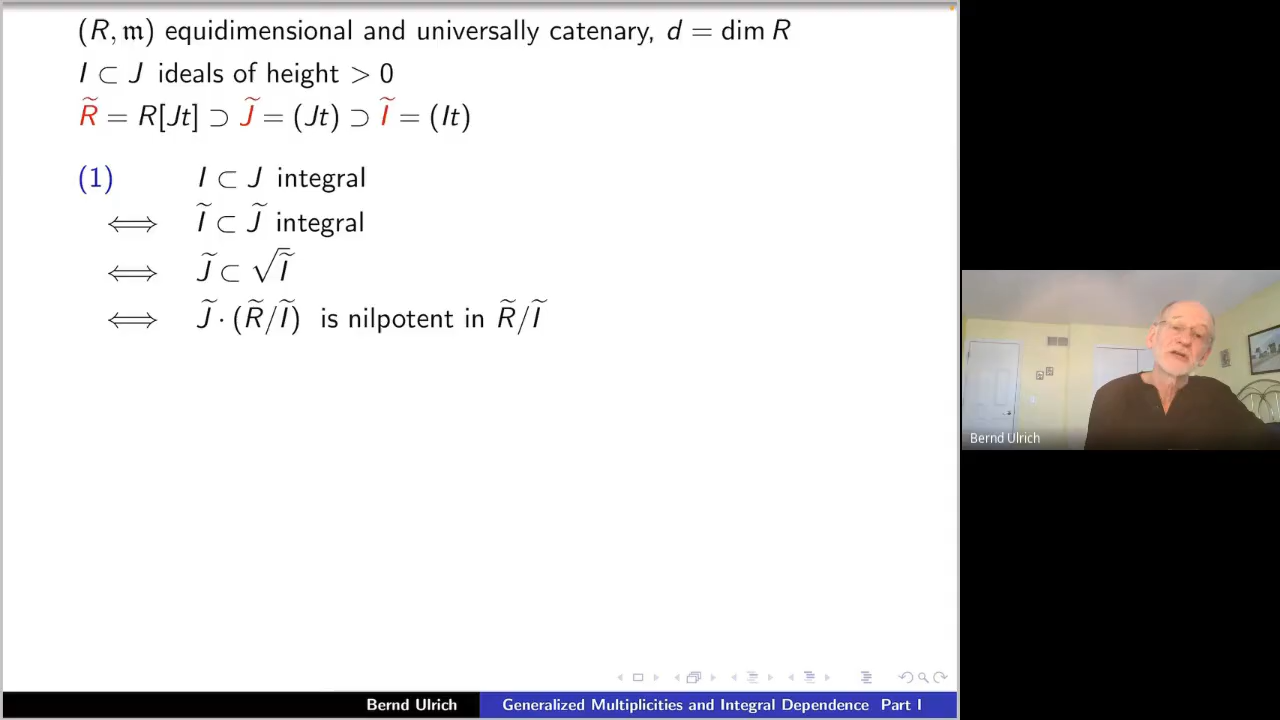 (R, 𝔪) equidimensional and universally catenary, d = dim R
I ⊂ J ideals of height > 0
R̃ = R[Jt] ⊃ J̃ = (Jt) ⊃ Ĩ = (It)
(1) I ⊂ J integral
⟺ Ĩ ⊂ J̃ integral
⟺ J̃ ⊂ √Ĩ
⟺ J̃ · (R̃/Ĩ) is nilpotent in R̃/Ĩ
Bernd Ulrich
Bernd Ulrich Generalized Multiplicities and Integral Dependence Part I